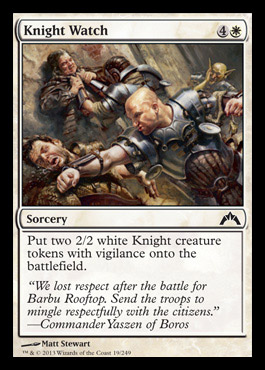 Knight Watch 4
Sorcery
Put two 2/2 white Knight creature
tokens with vigilance onto the
battlefield.
“We lost respect after the battle for
Barbu Rooftop. Send the troops to
mingle respectfully with the citizens.”
—Commander Yaszen of Boros
Matt Stewart
™ & © 2013 Wizards of the Coast 19/249